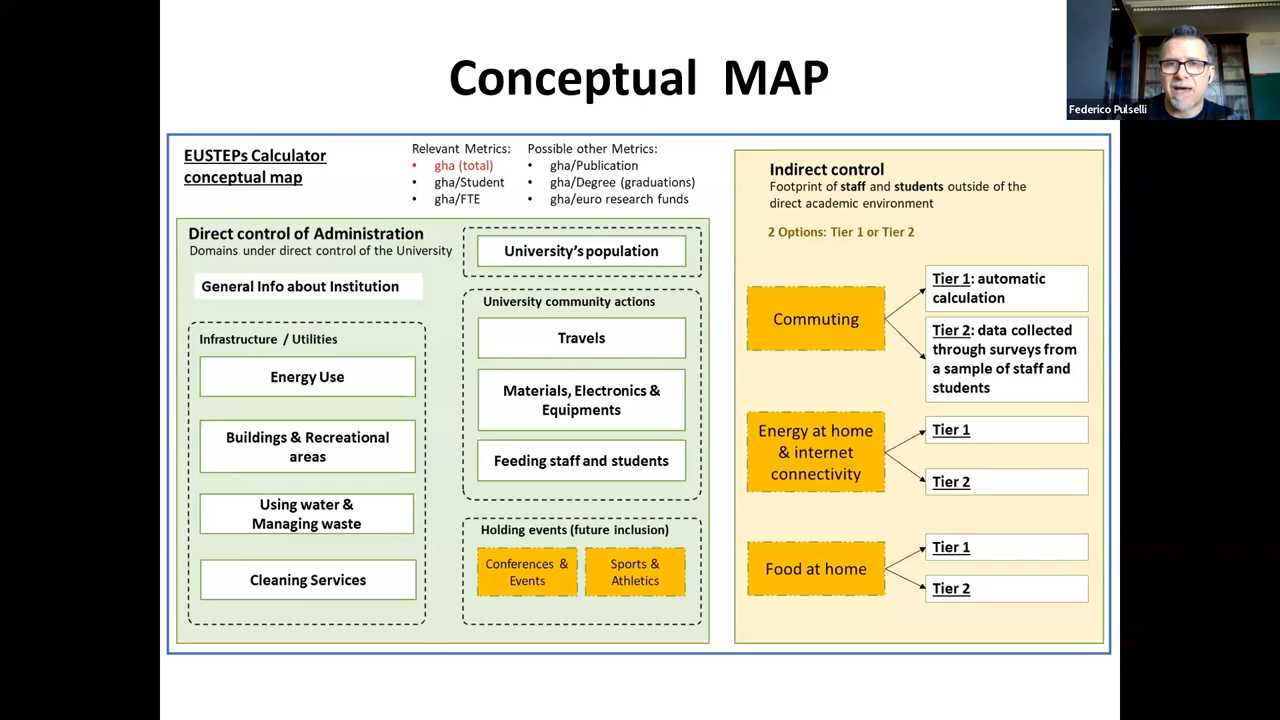 Conceptual MAP
Federico Pulselli
EUSTEPs Calculator
conceptual map
Relevant Metrics:
• gha (total)
• gha/Student
• gha/FTE
Possible other Metrics:
• gha/Publication
• gha/Degree (graduations)
• gha/euro research funds
Direct control of Administration
Domains under direct control of the University
General Info about Institution
Infrastructure / Utilities
Energy Use
Buildings & Recreational
areas
Using water &
Managing waste
Cleaning Services
University's population
University community actions
Travels
Materials, Electronics &
Equipments
Feeding staff and students
Holding events (future inclusion)
Conferences &
Events
Sports &
Athletics
Indirect control
Footprint of staff and students outside of the
direct academic environment
2 Options: Tier 1 or Tier 2
Commuting
Tier 1: automatic
calculation
Tier 2: data collected
through surveys from
a sample of staff and
students
Energy at home
& internet
connectivity
Tier 1
Tier 2
Food at home
Tier 1
Tier 2